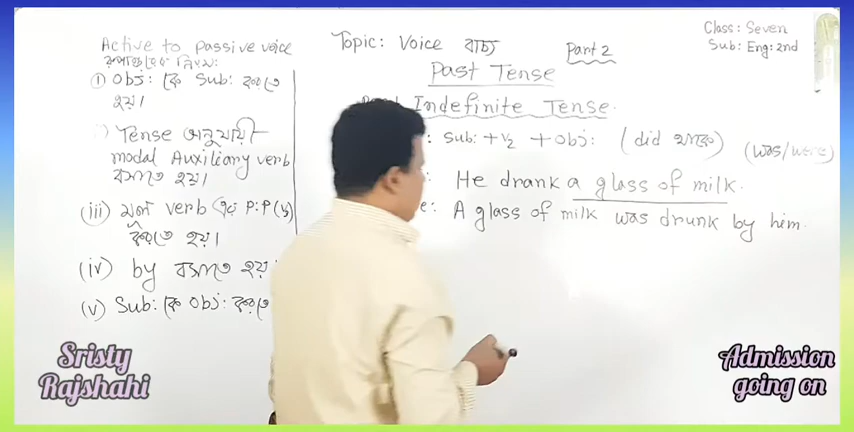 Active to Passive voice
রূপান্তরের নিয়ম:
(i) Obj: কে Sub: করতে
হয়।
Tense অনুযায়ী
modal Auxiliary verb
বসাতে হয়।
(iii) মূল verb এর P:P (V3)
করতে হয়।
(iv) by বসাতে হয়
(v) Sub: কে Obj: করতে
Topic: Voice বাচ্য
Part 2
Class: Seven
Sub: Eng: 2nd
Past Tense
Indefinite Tense.
: Sub: + V2 + Obj: (did থাকে) (was/were)
: He drank a glass of milk.
e: A glass of milk was drunk by him.
Sristy
Rajshahi
Admission
going on